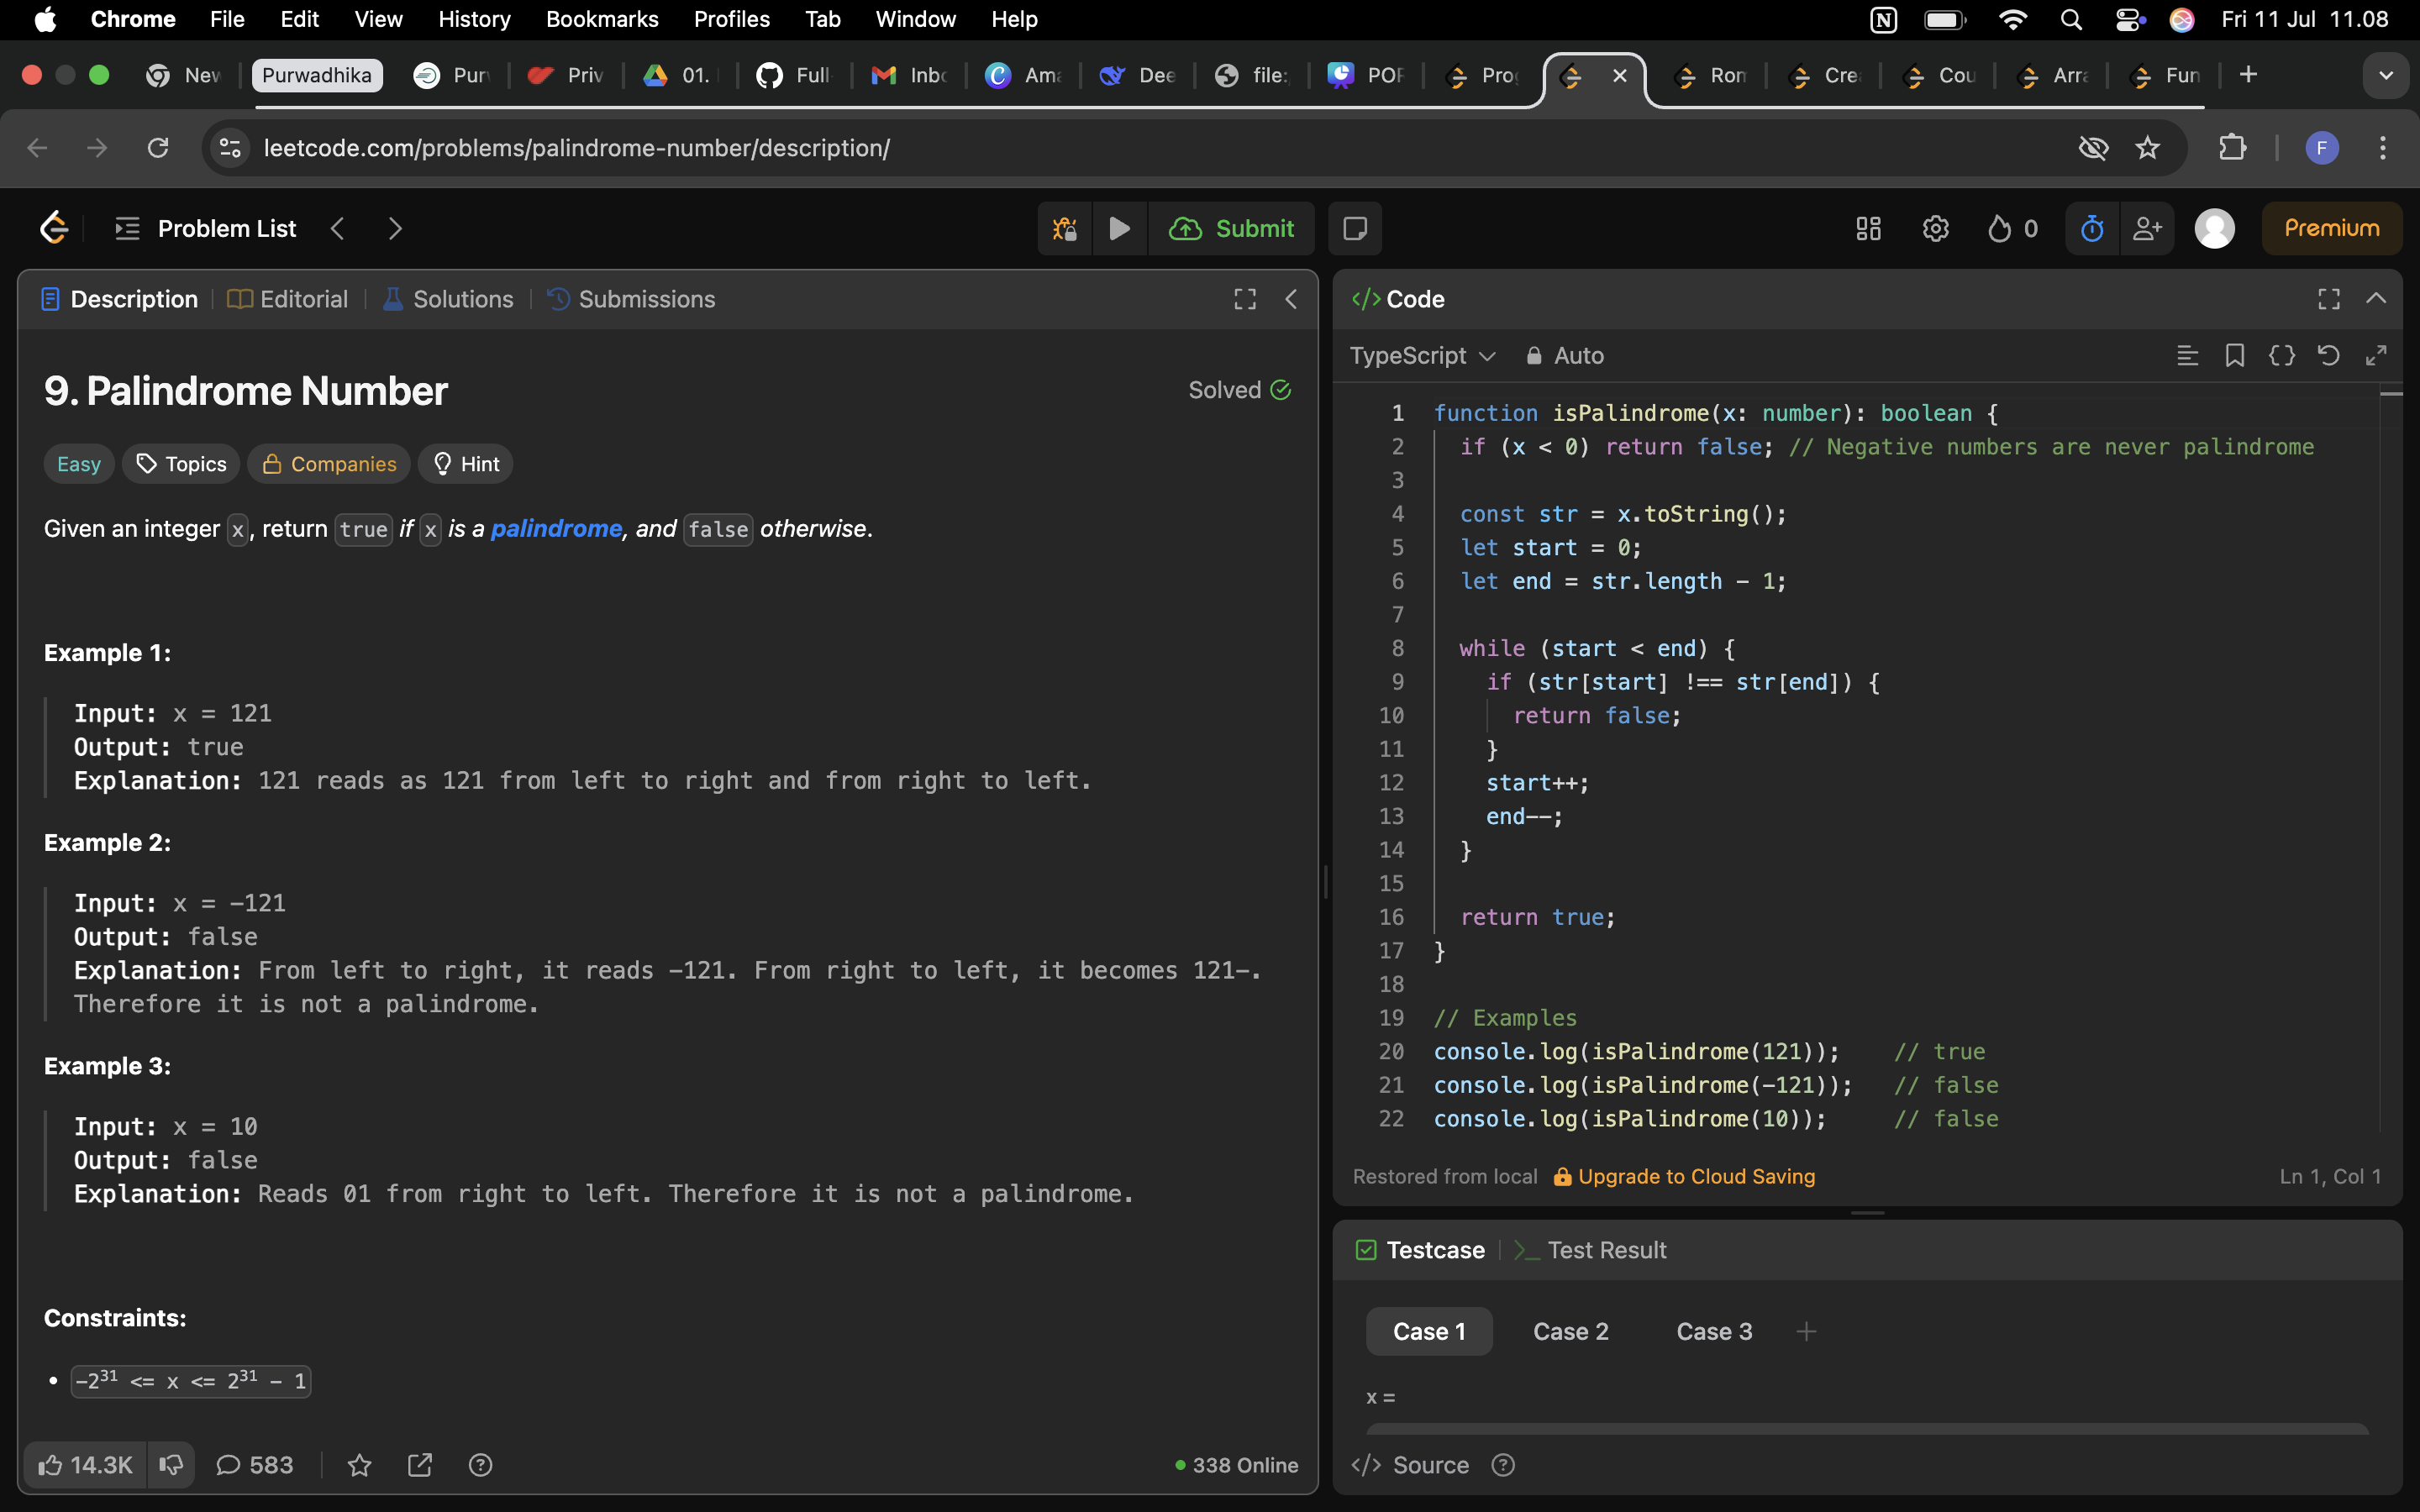 Chrome File Edit View History Bookmarks Profiles Tab Window Help Fri 11 Jul 11.08
New Purwadhika Purw Priv 01. Full Inbo Ama Dee file: POR Prog Rom Cre Cou Arra Fun
leetcode.com/problems/palindrome-number/description/ F
Problem List Submit 0 Premium
Description Editorial Solutions Submissions
9. Palindrome Number Solved
Easy Topics Companies Hint
Given an integer x, return true if x is a palindrome, and false otherwise.
Example 1:
Input: x = 121
Output: true
Explanation: 121 reads as 121 from left to right and from right to left.
Example 2:
Input: x = -121
Output: false
Explanation: From left to right, it reads -121. From right to left, it becomes 121-.
Therefore it is not a palindrome.
Example 3:
Input: x = 10
Output: false
Explanation: Reads 01 from right to left. Therefore it is not a palindrome.
Constraints:
• -2³¹ <= x <= 2³¹ - 1
14.3K 583 338 Online
Code
TypeScript Auto
1 function isPalindrome(x: number): boolean {
2 if (x < 0) return false; // Negative numbers are never palindrome
3
4 const str = x.toString();
5 let start = 0;
6 let end = str.length - 1;
7
8 while (start < end) {
9 if (str[start] !== str[end]) {
10 return false;
11 }
12 start++;
13 end--;
14 }
15
16 return true;
17 }
18
19 // Examples
20 console.log(isPalindrome(121)); // true
21 console.log(isPalindrome(-121)); // false
22 console.log(isPalindrome(10)); // false
Restored from local Upgrade to Cloud Saving Ln 1, Col 1
Testcase Test Result
Case 1 Case 2 Case 3 +
x =
Source